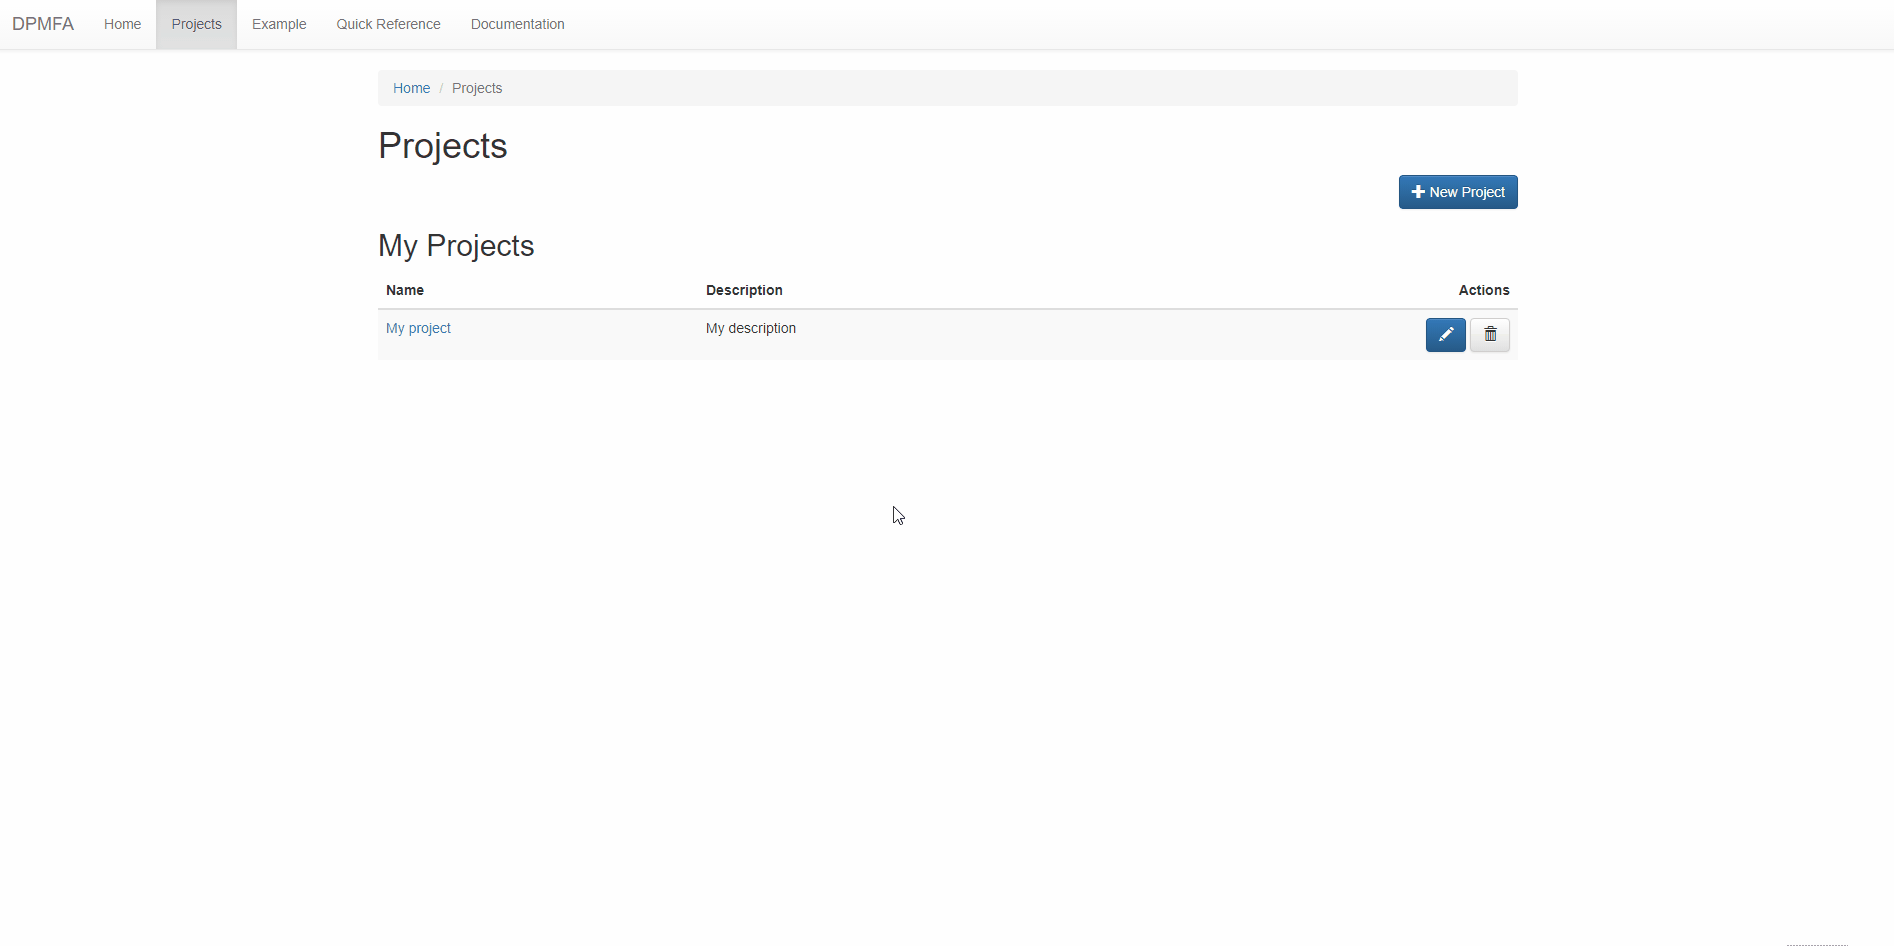 DPMFA Home Projects Example Quick Reference Documentation
Home / Projects
Projects
New Project
My Projects
Name Description Actions
My project My description